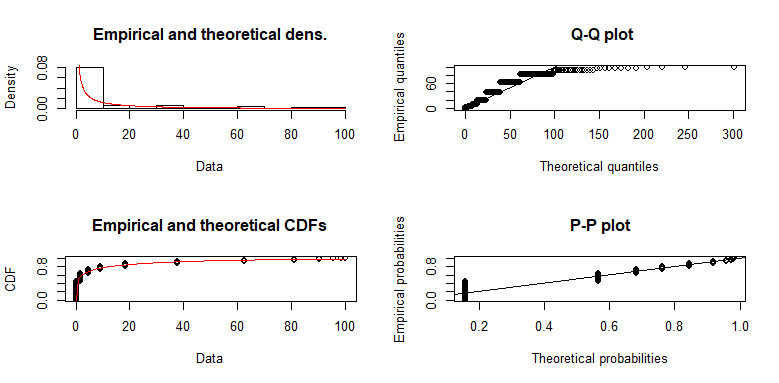 Empirical and theoretical dens.
Density
0.00 0.08
0 20 40 60 80 100
Data
Q-Q plot
Empirical quantiles
0 60
0 50 100 150 200 250 300
Theoretical quantiles
Empirical and theoretical CDFs
CDF
0.0 0.8
0 20 40 60 80 100
Data
P-P plot
Empirical probabilities
0.0 0.8
0.2 0.4 0.6 0.8 1.0
Theoretical probabilities